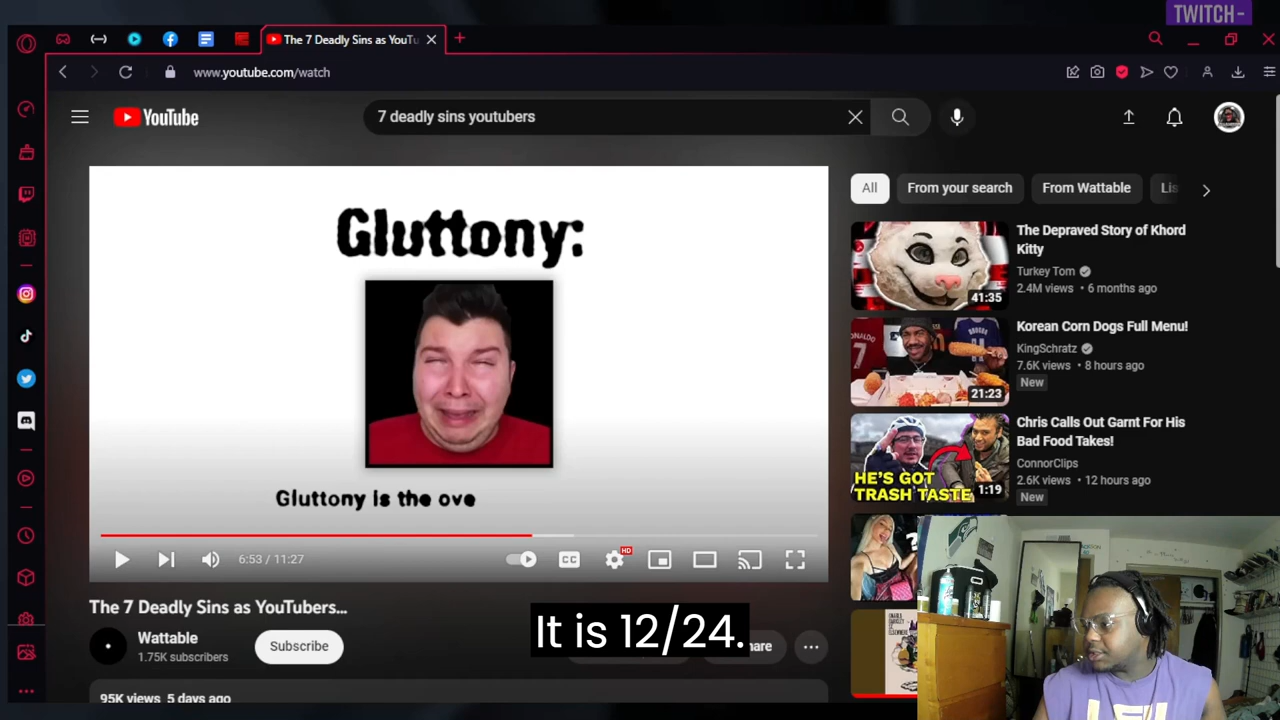 TWITCH-
The 7 Deadly Sins as YouTu
www.youtube.com/watch
YouTube
7 deadly sins youtubers
Gluttony:
Gluttony is the ove
6:53 / 11:27
HD
CC
The 7 Deadly Sins as YouTubers...
Wattable
1.75K subscribers
Subscribe
hare
95K views 5 days ago
It is 12/24.
All
From your search
From Wattable
Lis
The Depraved Story of Khord
Kitty
Turkey Tom
2.4M views • 6 months ago
41:35
Korean Corn Dogs Full Menu!
KingSchratz
7.6K views • 8 hours ago
New
21:23
Chris Calls Out Garnt For His
Bad Food Takes!
ConnorClips
2.6K views • 12 hours ago
New
HE'S GOT
TRASH TASTE
1:19